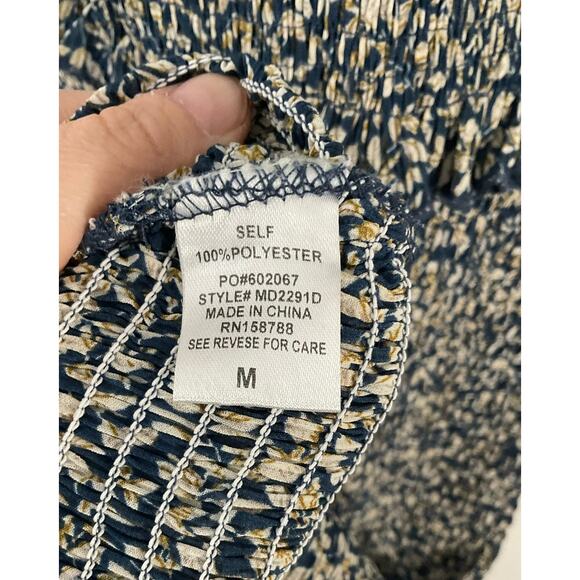 SELF
100%POLYESTER
PO#602067
STYLE# MD2291D
MADE IN CHINA
RN158788
SEE REVESE FOR CARE
M